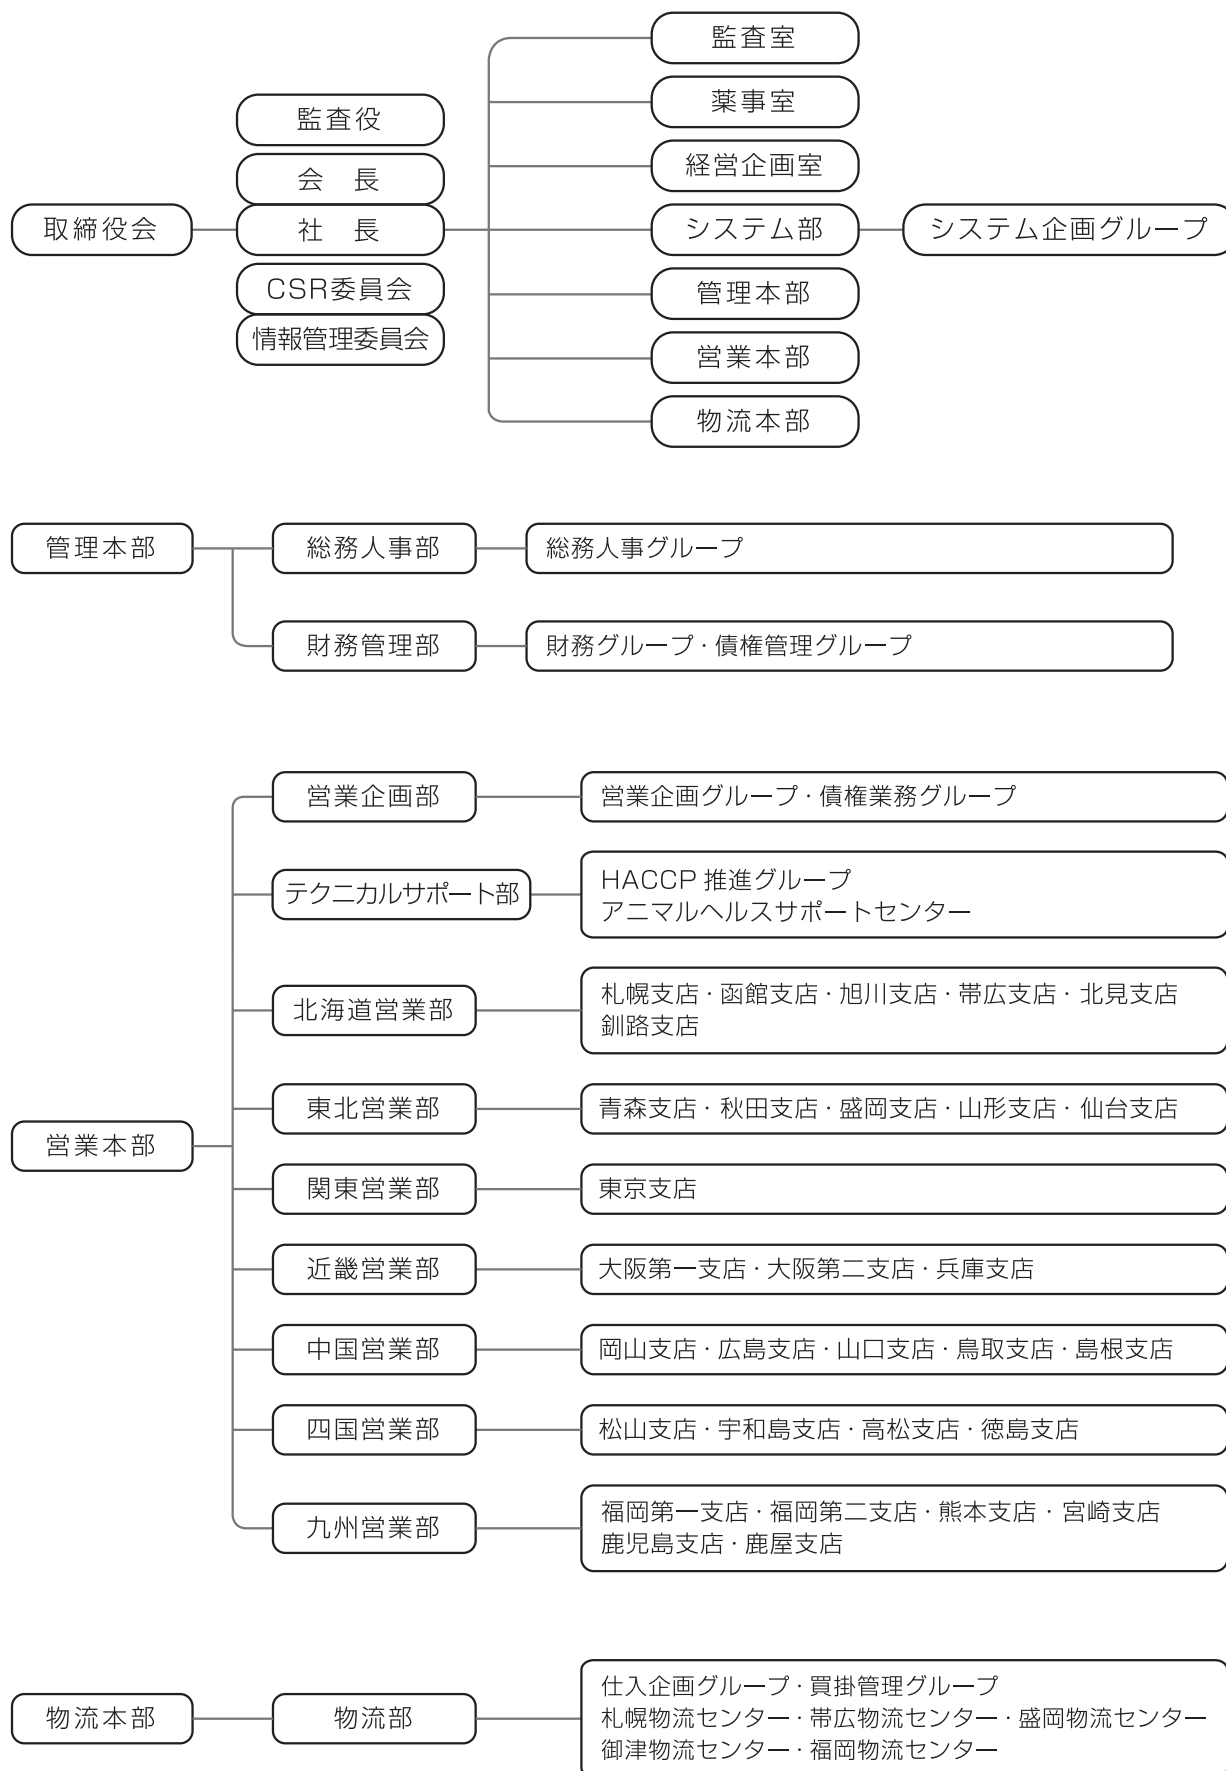 監査室
薬事室
監査役
経営企画室
会　長
取締役会
社　長
システム部
システム企画グループ
CSR委員会
管理本部
情報管理委員会
営業本部
物流本部
管理本部
総務人事部
総務人事グループ
財務管理部
財務グループ・債権管理グループ
営業企画部
営業企画グループ・債権業務グループ
テクニカルサポート部
HACCP 推進グループ
アニマルヘルスサポートセンター
北海道営業部
札幌支店・函館支店・旭川支店・帯広支店・北見支店
釧路支店
東北営業部
青森支店・秋田支店・盛岡支店・山形支店・仙台支店
営業本部
関東営業部
東京支店
近畿営業部
大阪第一支店・大阪第二支店・兵庫支店
中国営業部
岡山支店・広島支店・山口支店・鳥取支店・島根支店
四国営業部
松山支店・宇和島支店・高松支店・徳島支店
九州営業部
福岡第一支店・福岡第二支店・熊本支店・宮崎支店
鹿児島支店・鹿屋支店
物流本部
物流部
仕入企画グループ・買掛管理グループ
札幌物流センター・帯広物流センター・盛岡物流センター
御津物流センター・福岡物流センター